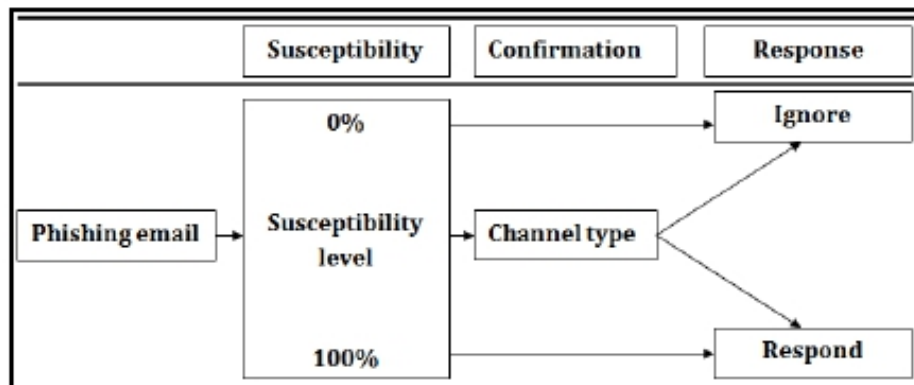 Susceptibility
Confirmation
Response
0%
Ignore
Phishing email
Susceptibility
level
Channel type
100%
Respond